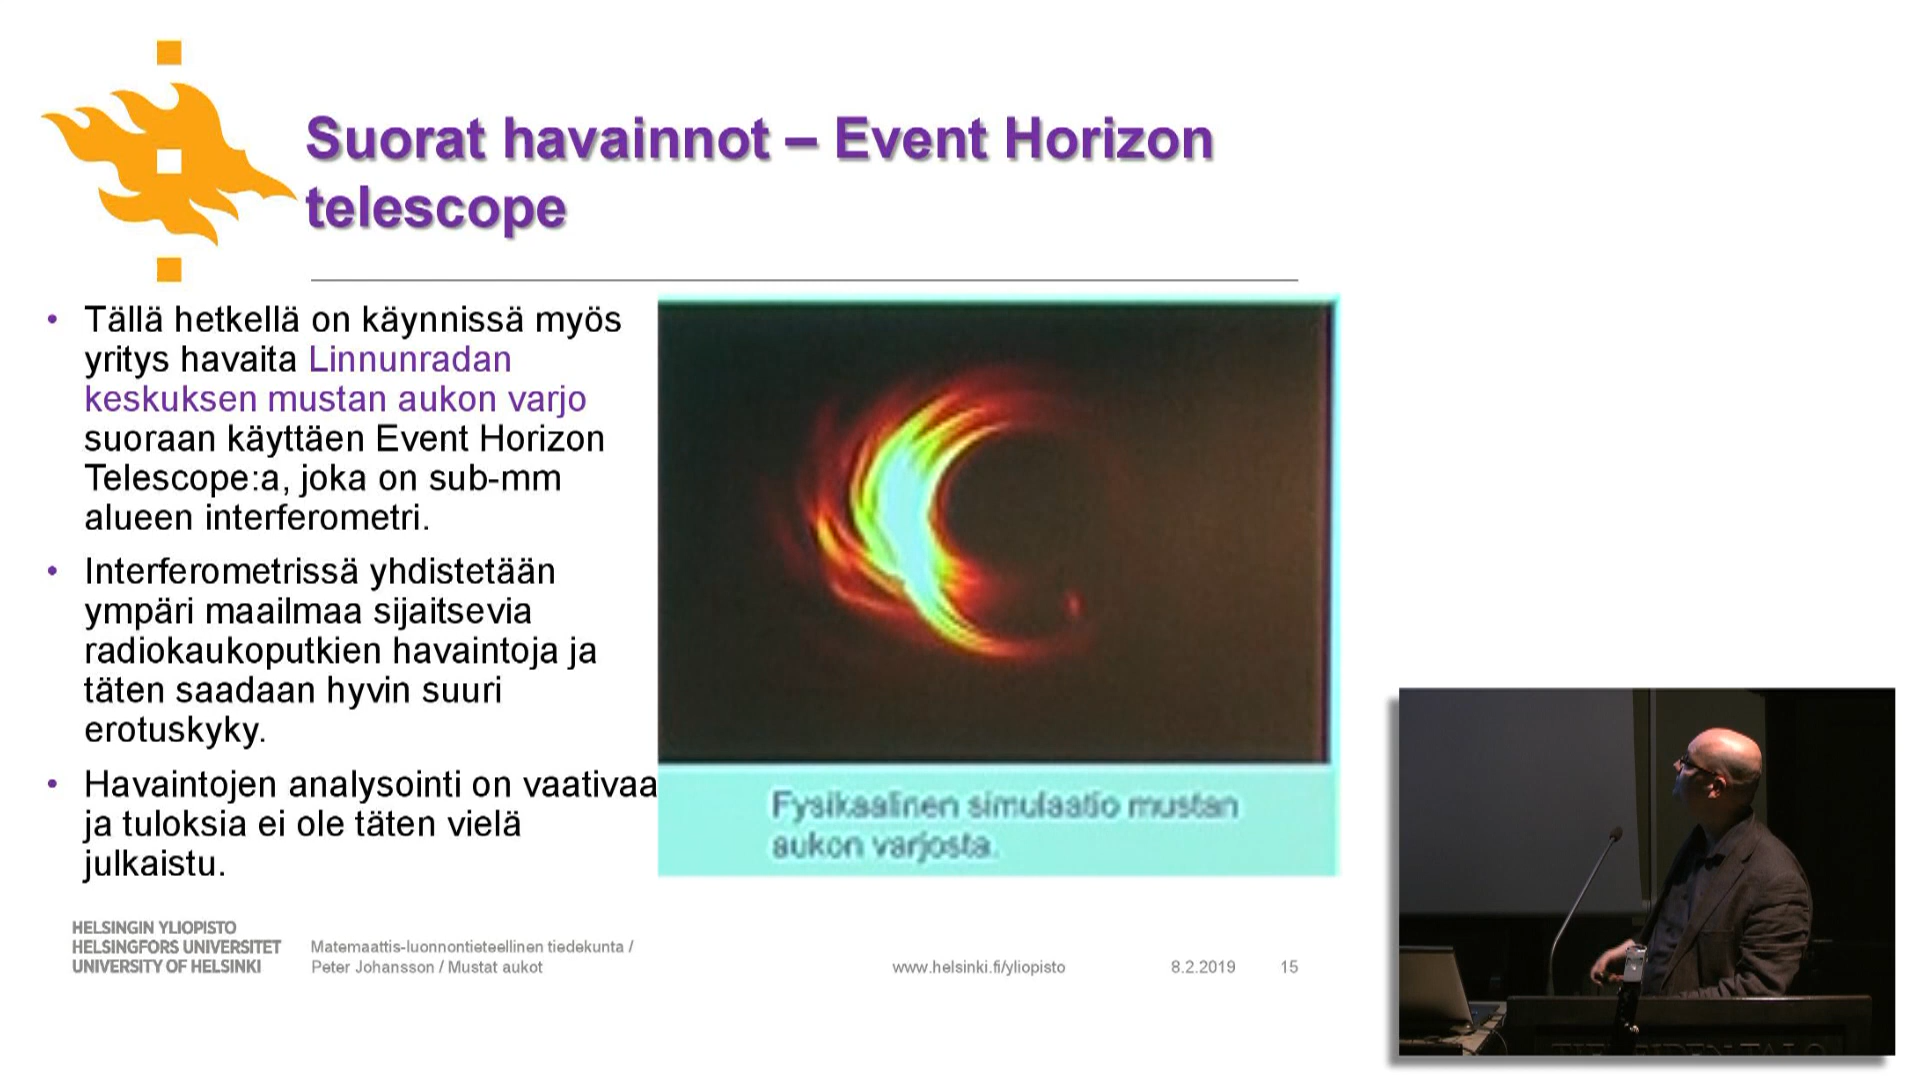 Suorat havainnot – Event Horizon
telescope
• Tällä hetkellä on käynnissä myös
yritys havaita Linnunradan
keskuksen mustan aukon varjo
suoraan käyttäen Event Horizon
Telescope:a, joka on sub-mm
alueen interferometri.
• Interferometrissä yhdistetään
ympäri maailmaa sijaitsevia
radiokaukoputkien havaintoja ja
täten saadaan hyvin suuri
erotuskyky.
• Havaintojen analysointi on vaativaa
ja tuloksia ei ole täten vielä
julkaistu.
Fysikaalinen simulaatio mustan
aukon varjosta.
HELSINGIN YLIOPISTO
HELSINGFORS UNIVERSITET
UNIVERSITY OF HELSINKI
Matemaattis-luonnontieteellinen tiedekunta /
Peter Johansson / Mustat aukot
www.helsinki.fi/yliopisto
8.2.2019
15